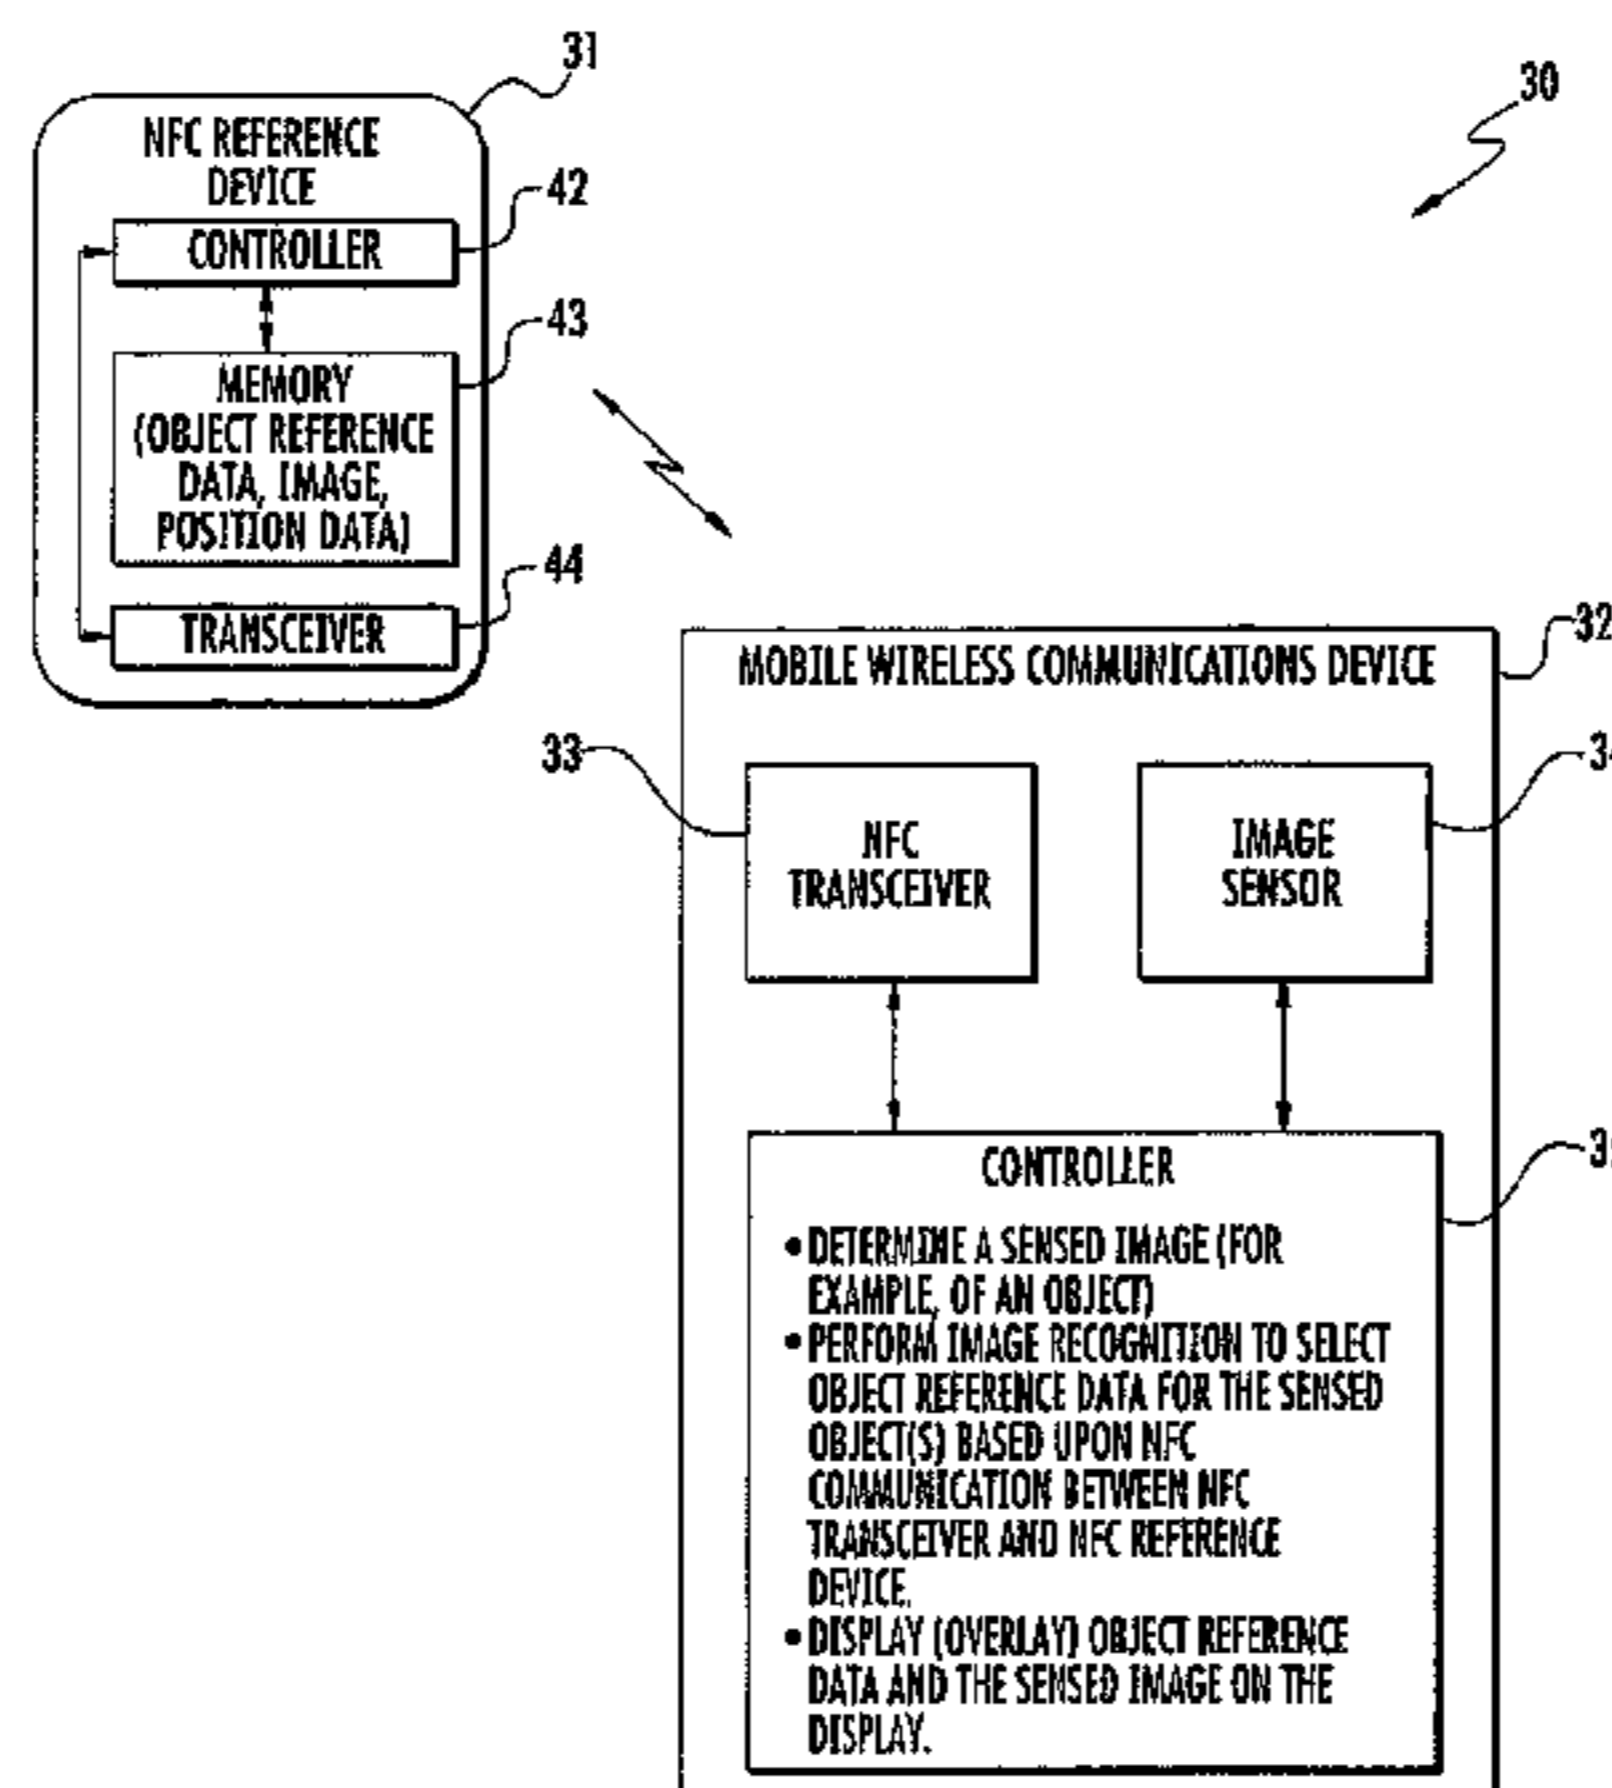 31
30
NFC REFERENCE
DEVICE
42
CONTROLLER
43
MEMORY
(OBJECT REFERENCE
DATA, IMAGE,
POSITION DATA)
44
TRANSCEIVER
32
MOBILE WIRELESS COMMUNICATIONS DEVICE
33
NFC
TRANSCEIVER
IMAGE
SENSOR
CONTROLLER
• DETERMINE A SENSED IMAGE (FOR
EXAMPLE, OF AN OBJECT)
• PERFORM IMAGE RECOGNITION TO SELECT
OBJECT REFERENCE DATA FOR THE SENSED
OBJECT(S) BASED UPON NFC
COMMUNICATION BETWEEN NFC
TRANSCEIVER AND NFC REFERENCE
DEVICE.
• DISPLAY (OVERLAY) OBJECT REFERENCE
DATA AND THE SENSED IMAGE ON THE
DISPLAY.